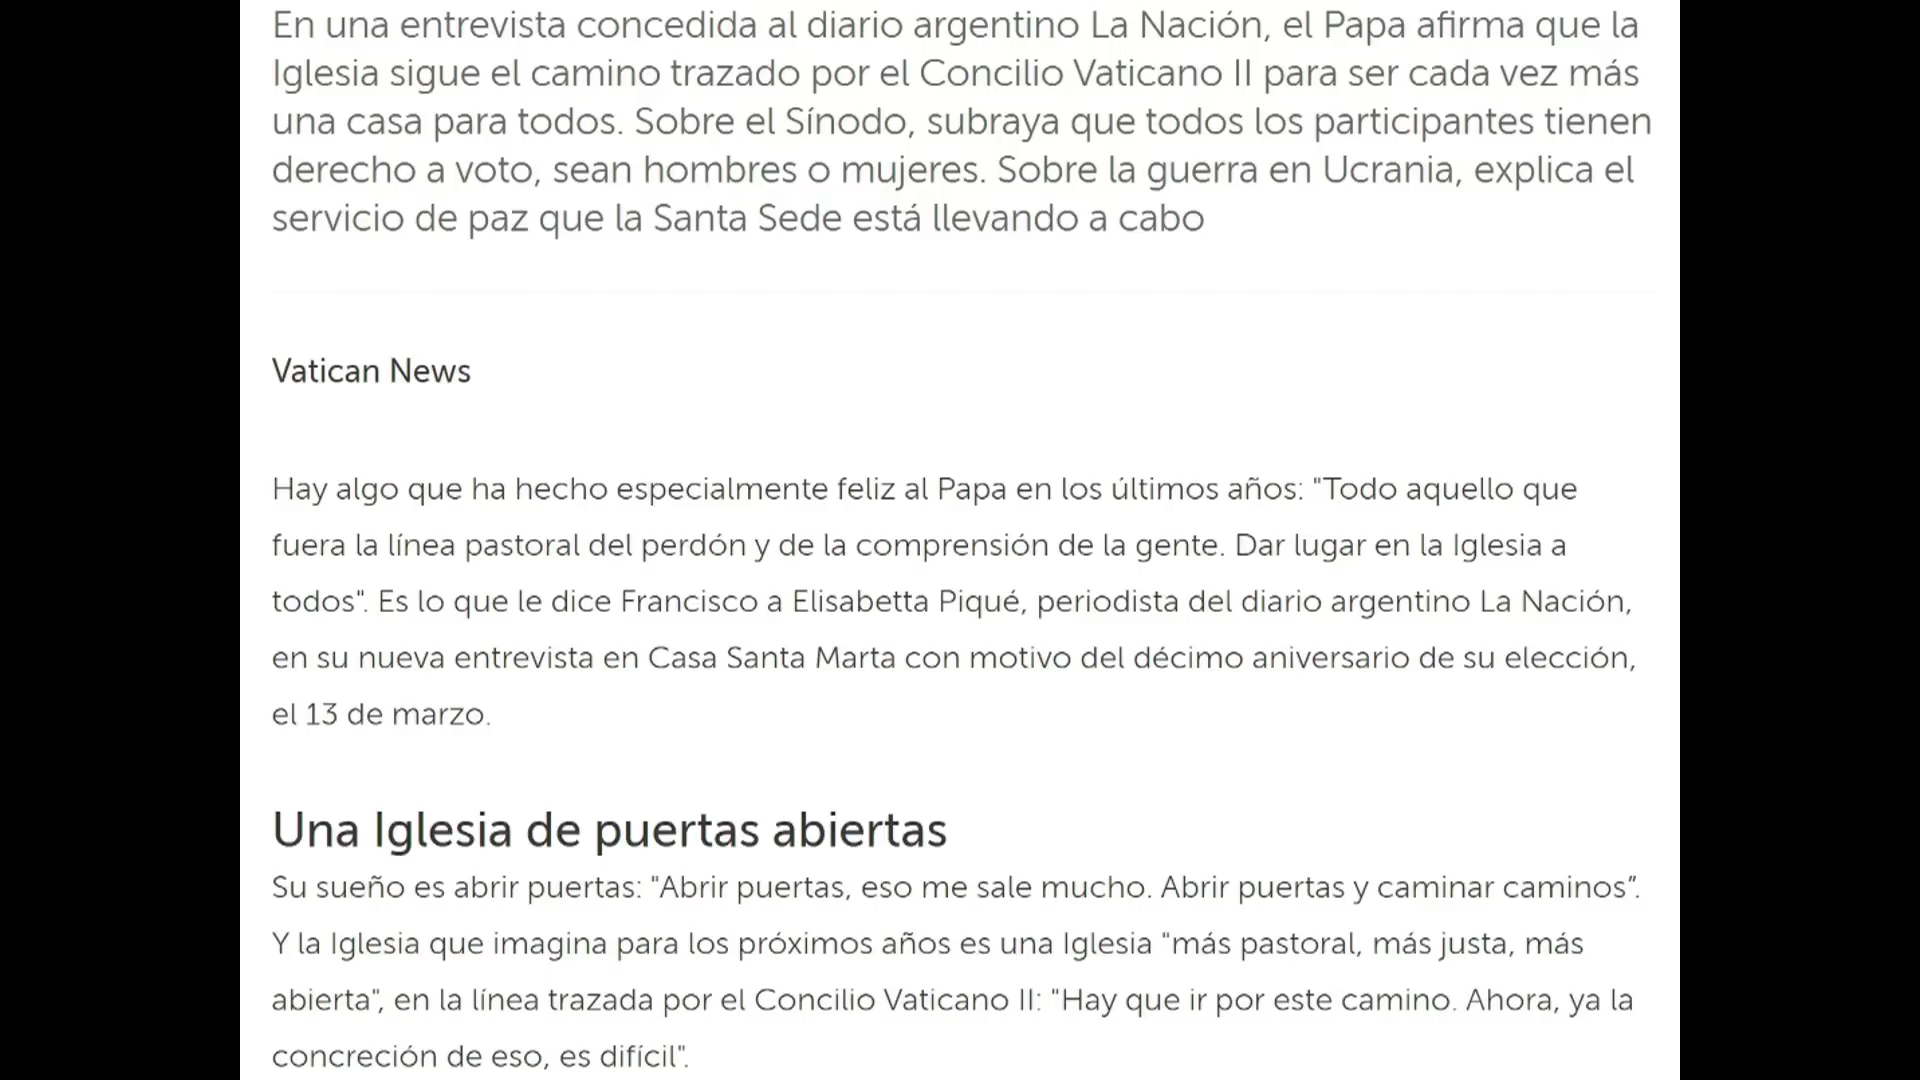 En una entrevista concedida al diario argentino La Nación, el Papa afirma que la
Iglesia sigue el camino trazado por el Concilio Vaticano II para ser cada vez más
una casa para todos. Sobre el Sínodo, subraya que todos los participantes tienen
derecho a voto, sean hombres o mujeres. Sobre la guerra en Ucrania, explica el
servicio de paz que la Santa Sede está llevando a cabo
Vatican News
Hay algo que ha hecho especialmente feliz al Papa en los últimos años: "Todo aquello que
fuera la línea pastoral del perdón y de la comprensión de la gente. Dar lugar en la Iglesia a
todos". Es lo que le dice Francisco a Elisabetta Piqué, periodista del diario argentino La Nación,
en su nueva entrevista en Casa Santa Marta con motivo del décimo aniversario de su elección,
el 13 de marzo.
Una Iglesia de puertas abiertas
Su sueño es abrir puertas: "Abrir puertas, eso me sale mucho. Abrir puertas y caminar caminos”.
Y la Iglesia que imagina para los próximos años es una Iglesia "más pastoral, más justa, más
abierta", en la línea trazada por el Concilio Vaticano II: "Hay que ir por este camino. Ahora, ya la
concreción de eso, es difícil".